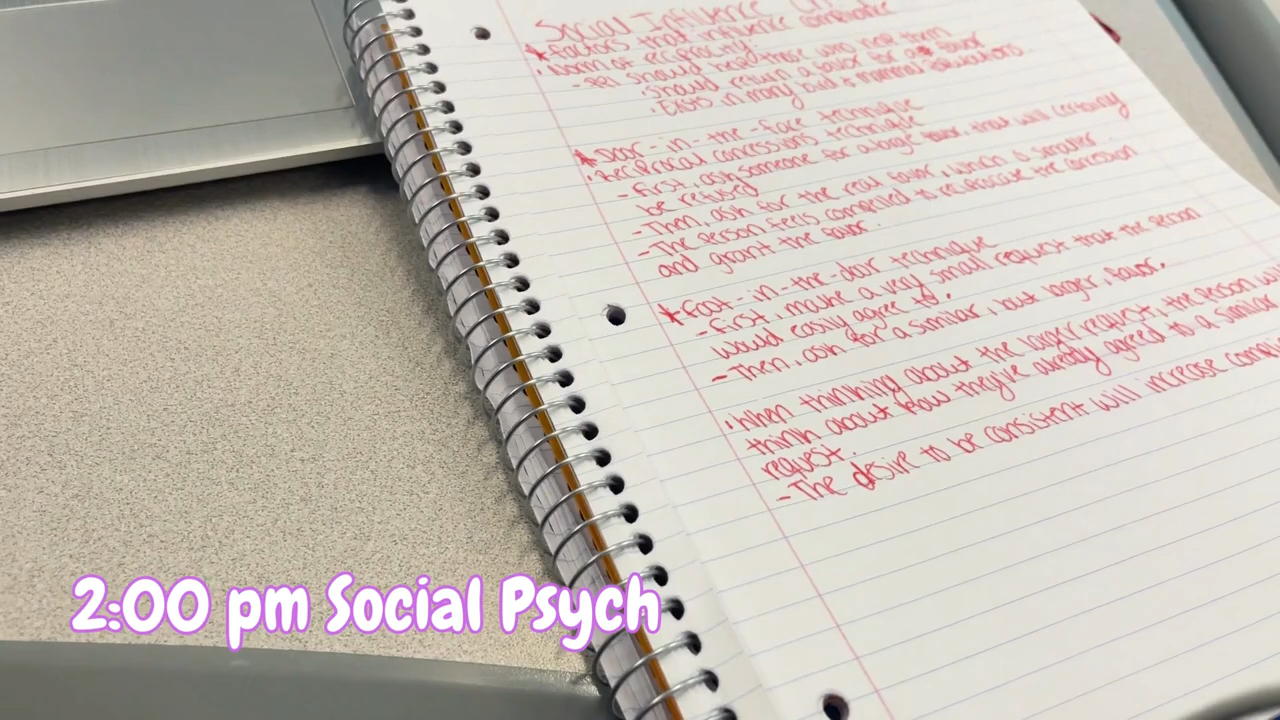 Social Influence
* Factors that influence compliance
· Norm of reciprocity:
- Ppl should help those who help them
should return a favor for a favor
· Exists in many
* Door-in-the-face technique
· reciprocal concessions technique
- First, ask someone for a large favor that will certainly
be refused
- Then, ask for the real favor, which is smaller
- The person feels compelled to reciprocate the concession
and grant the favor.
* Foot-in-the-door technique
- First, make a very small request that the person
would easily agree to.
- Then, ask for a similar, but larger, favor.
· When thinking about the larger request, the person
think about how they've already agreed to a similar
request.
- The desire to be consistent will increase
2:00 pm Social Psych